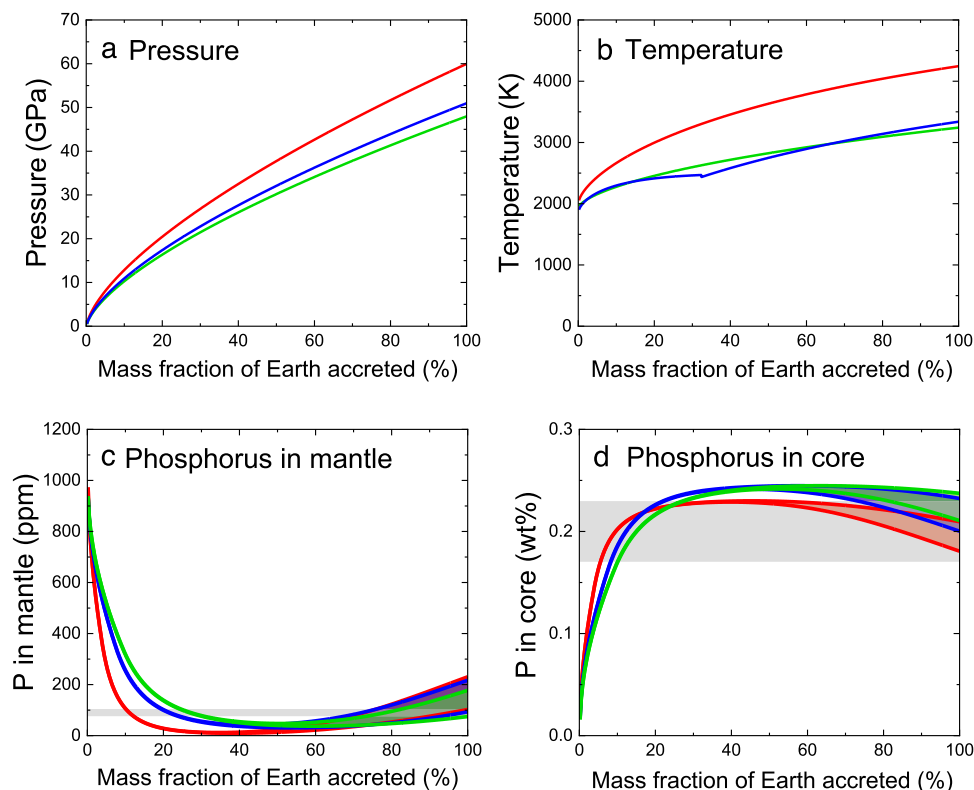 a Pressure
Pressure (GPa)
70
60
50
40
30
20
10
0
0 20 40 60 80 100
Mass fraction of Earth accreted (%)
b Temperature
Temperature (K)
5000
4000
3000
2000
1000
0
0 20 40 60 80 100
Mass fraction of Earth accreted (%)
c Phosphorus in mantle
P in mantle (ppm)
1200
1000
800
600
400
200
0
0 20 40 60 80 100
Mass fraction of Earth accreted (%)
d Phosphorus in core
P in core (wt%)
0.3
0.2
0.1
0.0
0 20 40 60 80 100
Mass fraction of Earth accreted (%)